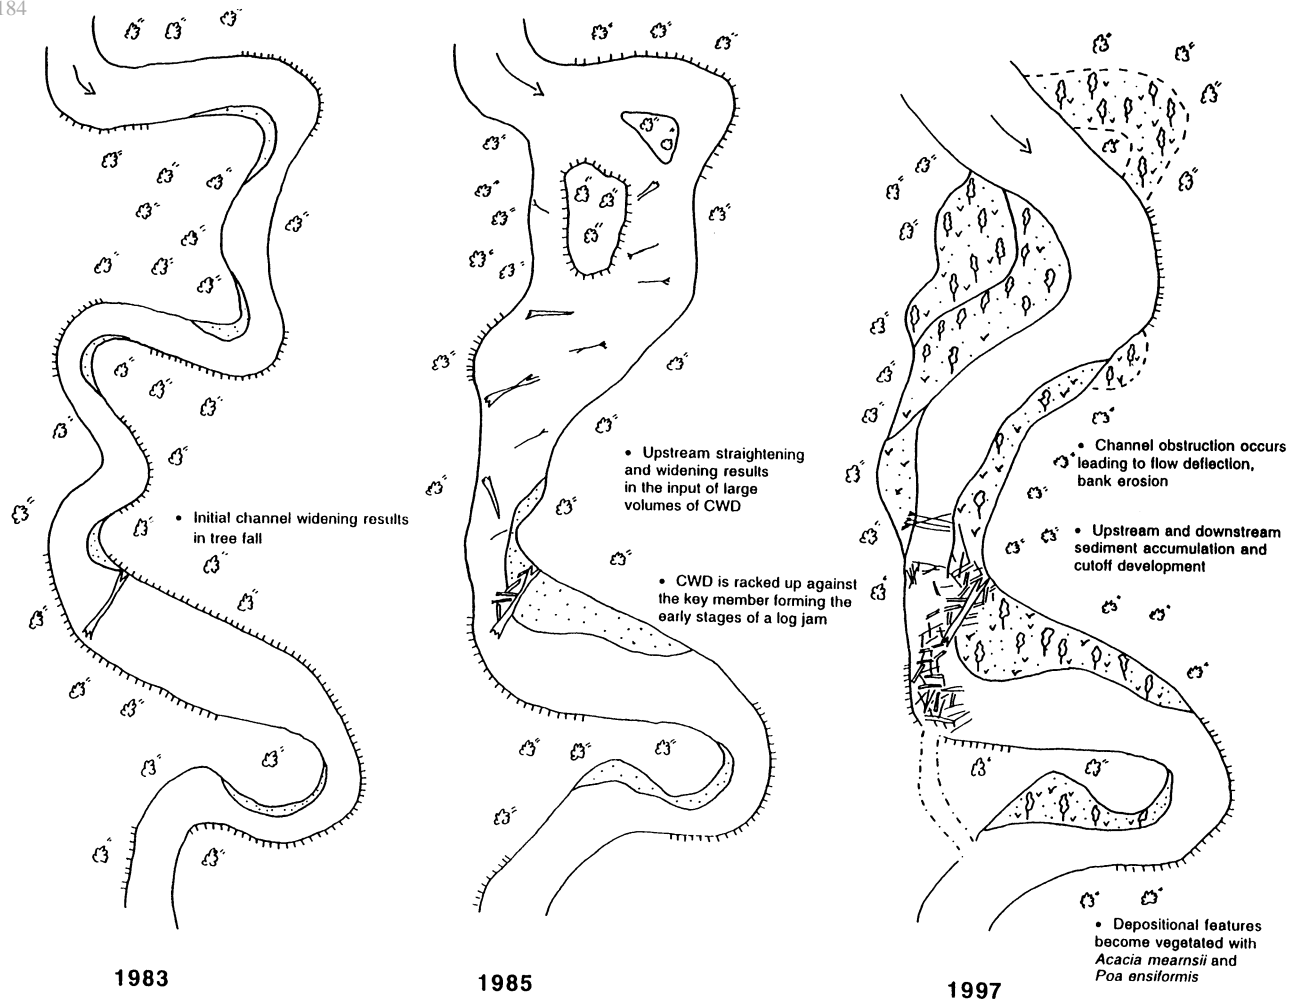 184
• Initial channel widening results
in tree fall
• Upstream straightening
and widening results
in the input of large
volumes of CWD
• CWD is racked up against
the key member forming the
early stages of a log jam
• Channel obstruction occurs
leading to flow deflection,
bank erosion
• Upstream and downstream
sediment accumulation and
cutoff development
• Depositional features
become vegetated with
Acacia mearnsii and
Poa ensiformis
1983
1985
1997